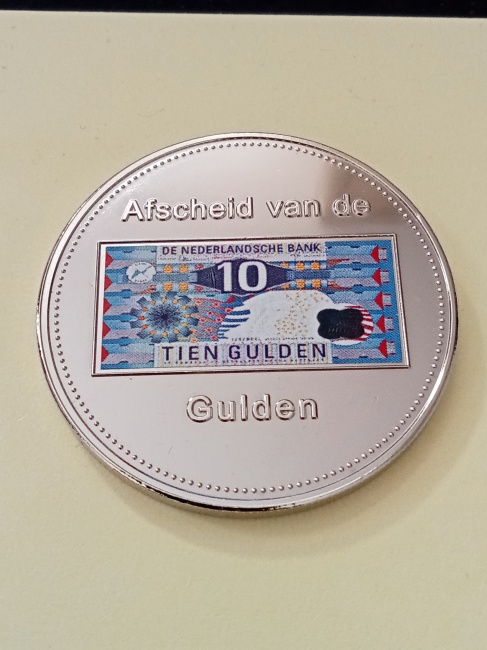 Afscheid van de
DE NEDERLANDSCHE BANK
10
TIEN GULDEN
Gulden